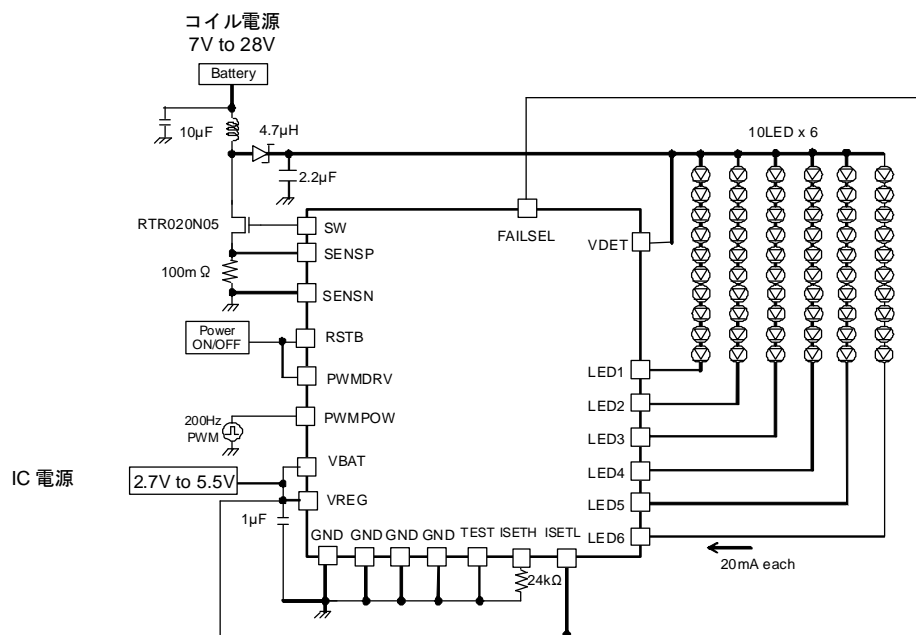 コイル電源
7V to 28V
Battery
10µF
4.7µH
10LED x 6
2.2µF
RTR020N05
SW
FAILSEL
VDET
SENSP
100mΩ
SENSN
Power
ON/OFF
RSTB
PWMDRV
LED1
LED2
200Hz
PWM
PWMPOW
LED3
IC 電源
2.7V to 5.5V
VBAT
LED4
VREG
LED5
1µF
GND
GND
GND
GND
TEST
ISETH
ISETL
LED6
24kΩ
20mA each